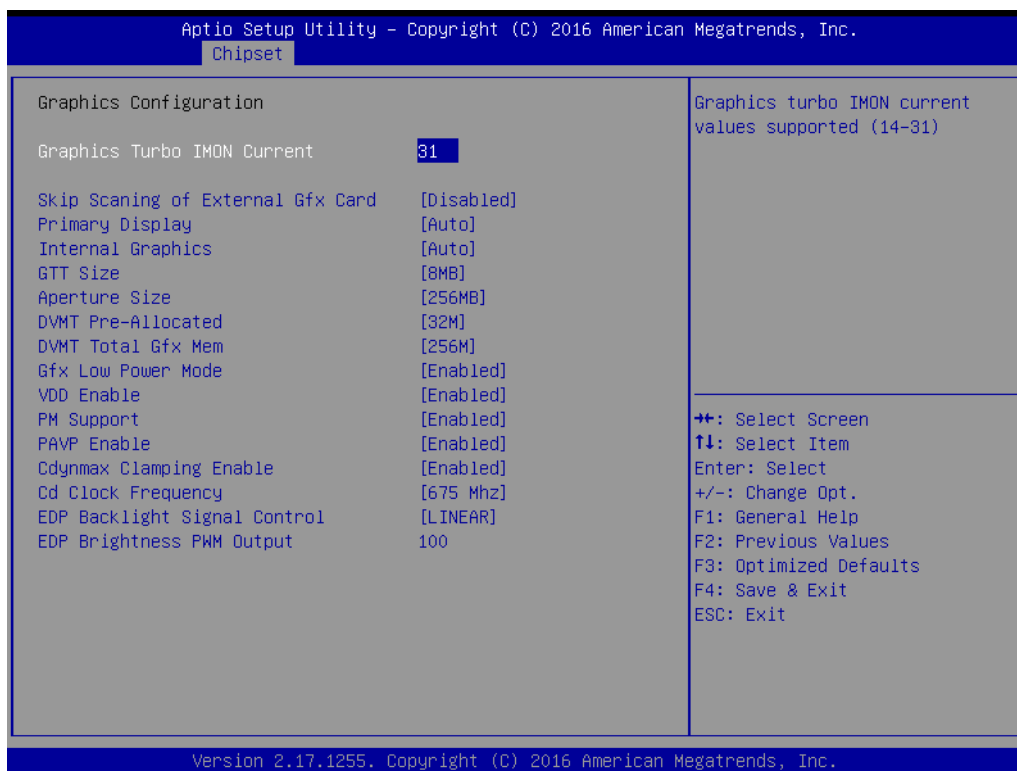 Aptio Setup Utility – Copyright (C) 2016 American Megatrends, Inc.
Chipset
Graphics Configuration
Graphics Turbo IMON Current 31
Skip Scaning of External Gfx Card [Disabled]
Primary Display [Auto]
Internal Graphics [Auto]
GTT Size [8MB]
Aperture Size [256MB]
DVMT Pre-Allocated [32M]
DVMT Total Gfx Mem [256M]
Gfx Low Power Mode [Enabled]
VDD Enable [Enabled]
PM Support [Enabled]
PAVP Enable [Enabled]
Cdynmax Clamping Enable [Enabled]
Cd Clock Frequency [675 Mhz]
EDP Backlight Signal Control [LINEAR]
EDP Brightness PWM Output 100
Graphics turbo IMON current
values supported (14-31)
→←: Select Screen
↑↓: Select Item
Enter: Select
+/-: Change Opt.
F1: General Help
F2: Previous Values
F3: Optimized Defaults
F4: Save & Exit
ESC: Exit
Version 2.17.1255. Copyright (C) 2016 American Megatrends, Inc.